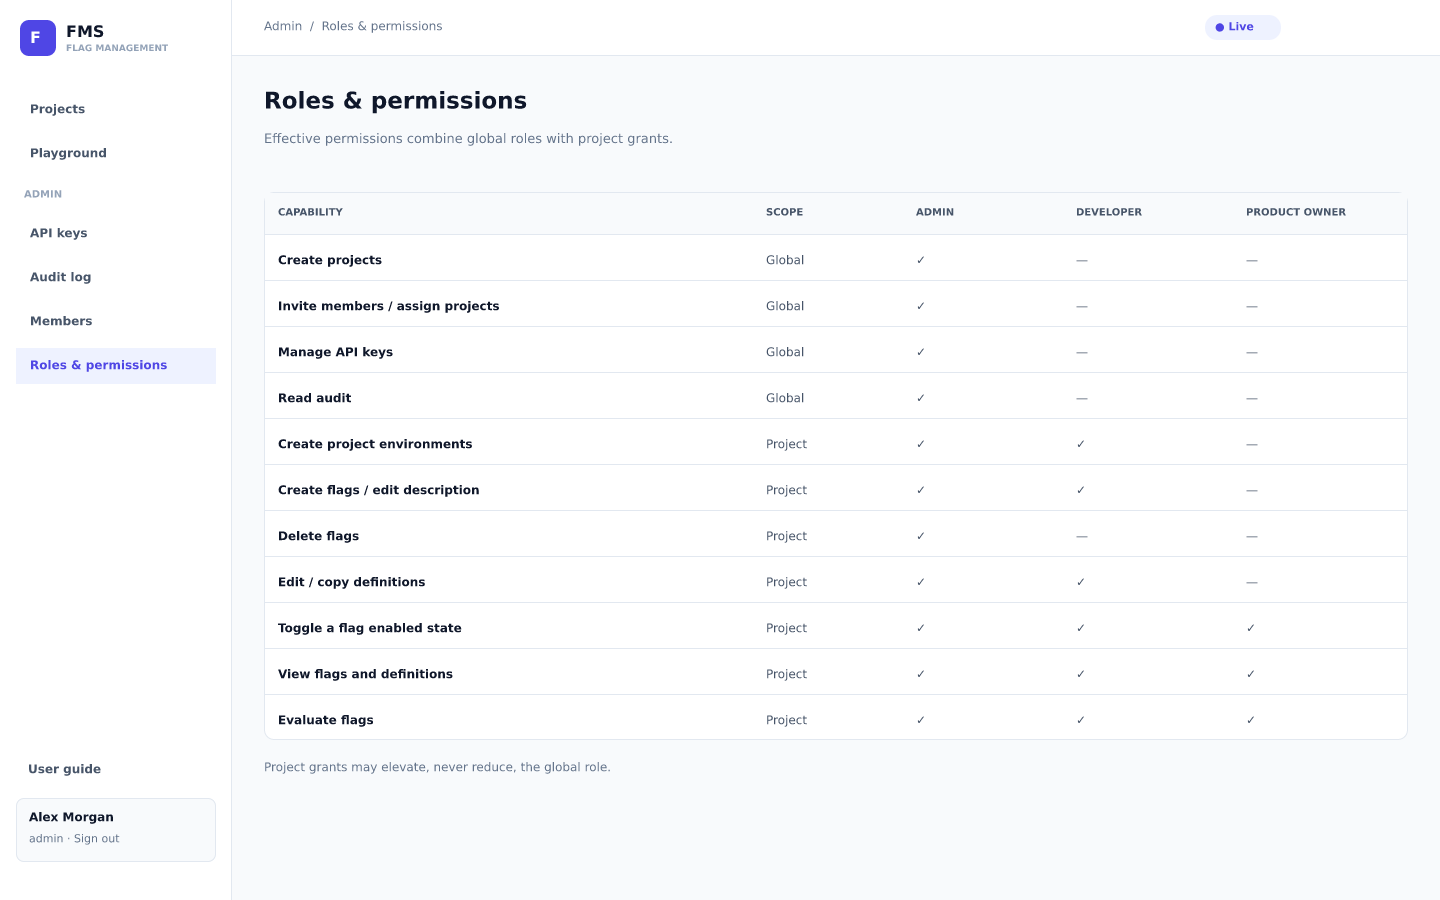 F
FMS
FLAG MANAGEMENT
Projects
Playground
ADMIN
API keys
Audit log
Members
Roles & permissions
User guide
Alex Morgan
admin · Sign out
Admin / Roles & permissions
● Live
Roles & permissions
Effective permissions combine global roles with project grants.
CAPABILITY SCOPE ADMIN DEVELOPER PRODUCT OWNER
Create projects Global ✓ — —
Invite members / assign projects Global ✓ — —
Manage API keys Global ✓ — —
Read audit Global ✓ — —
Create project environments Project ✓ ✓ —
Create flags / edit description Project ✓ ✓ —
Delete flags Project ✓ — —
Edit / copy definitions Project ✓ ✓ —
Toggle a flag enabled state Project ✓ ✓ ✓
View flags and definitions Project ✓ ✓ ✓
Evaluate flags Project ✓ ✓ ✓
Project grants may elevate, never reduce, the global role.